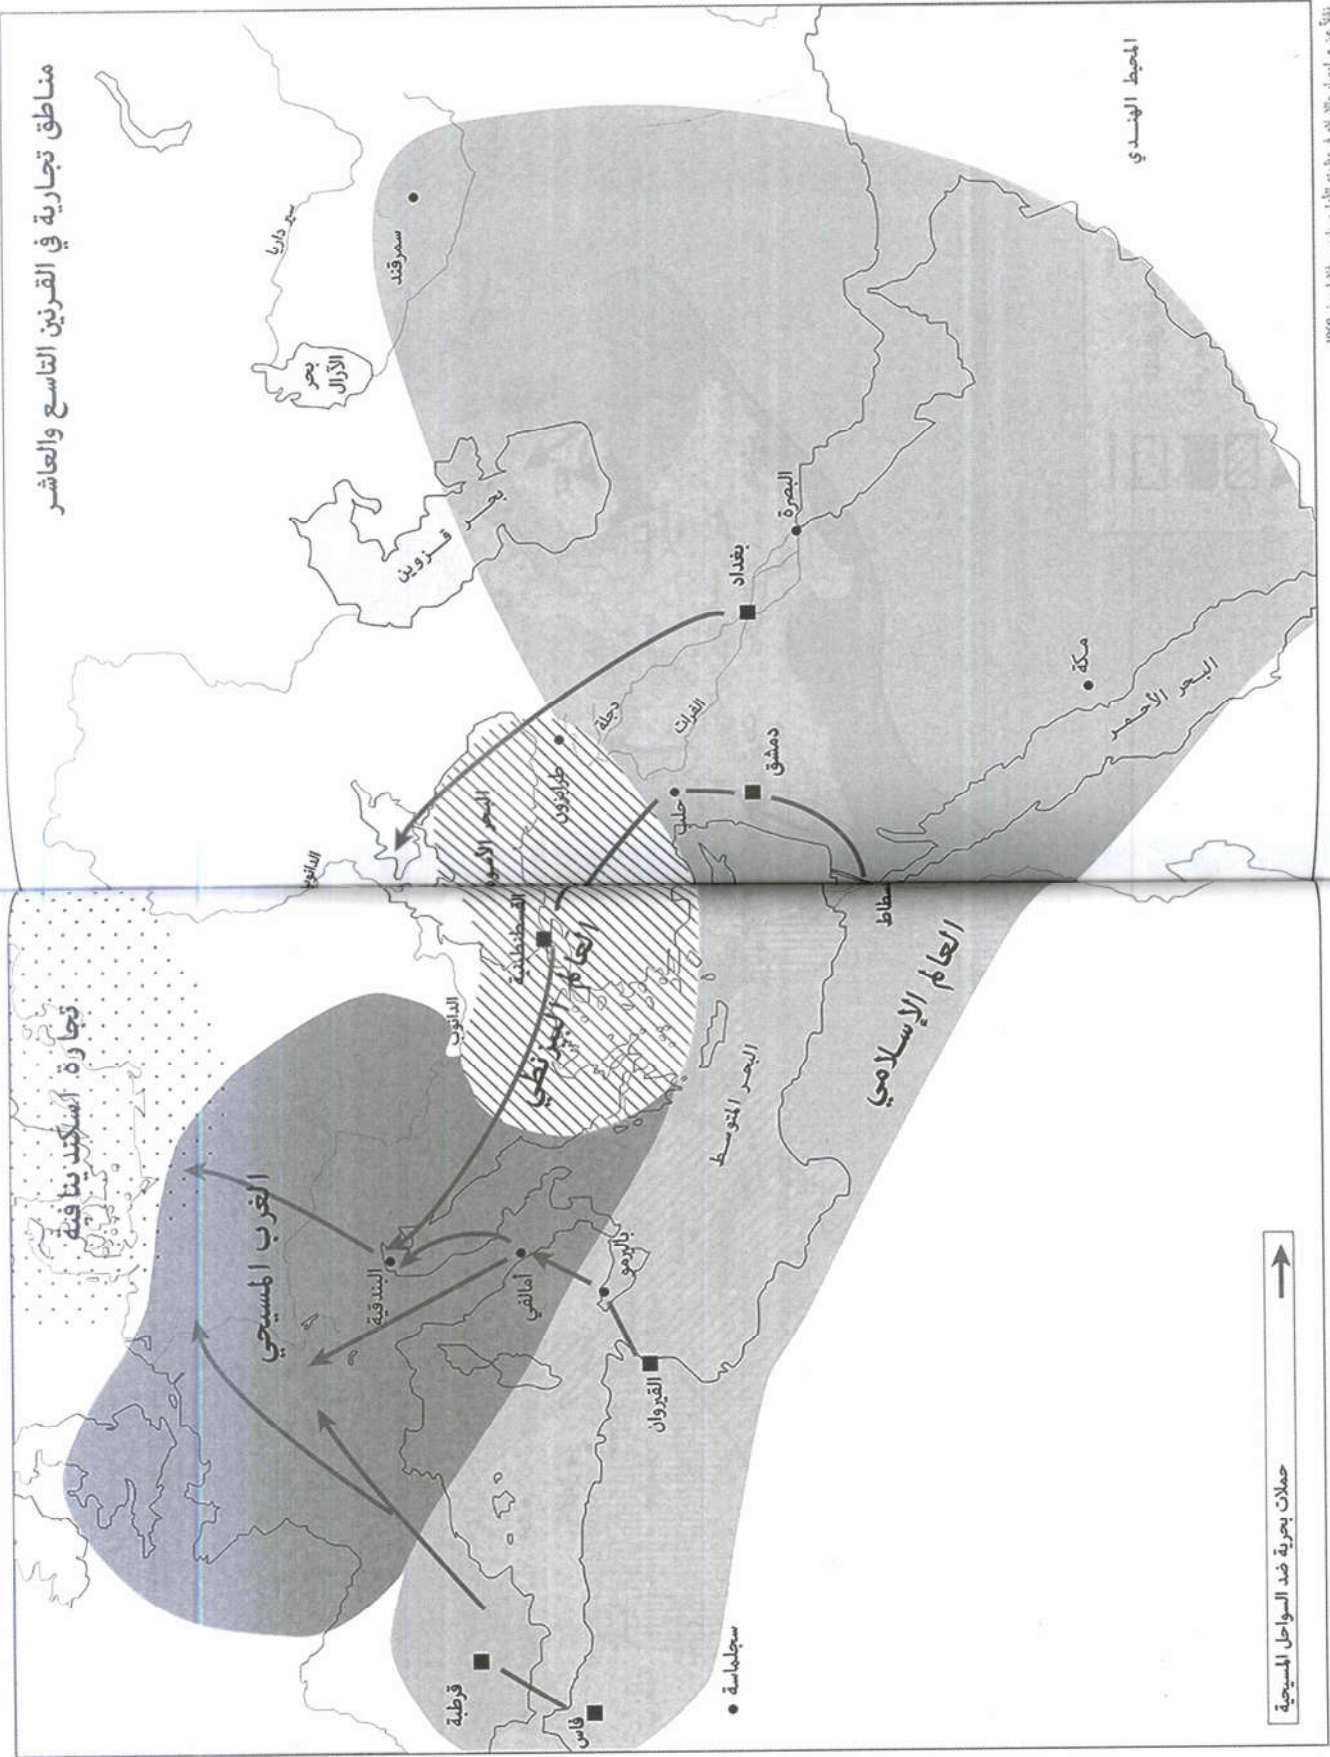 مناطق تجارية في القرنين التاسع والعاشر
تجارة اسكندينافية
سير داريا
بحر
الآرال
سمرقند
بحر قزوين
الدانوب
الدانوب
الغرب المسيحي
البحر الأسود
طرابزون
القسطنطينية
العالم البيزنطي
البندقية
أمالفي
باليرمو
القيروان
قرطبة
فاس
سجلماسة
دجلة
الفرات
حلب
دمشق
بغداد
البصرة
مكة
البحر الأحمر
المحيط الهندي
البحر المتوسط
العالم الإسلامي
حملات بحرية ضد السواحل المسيحية